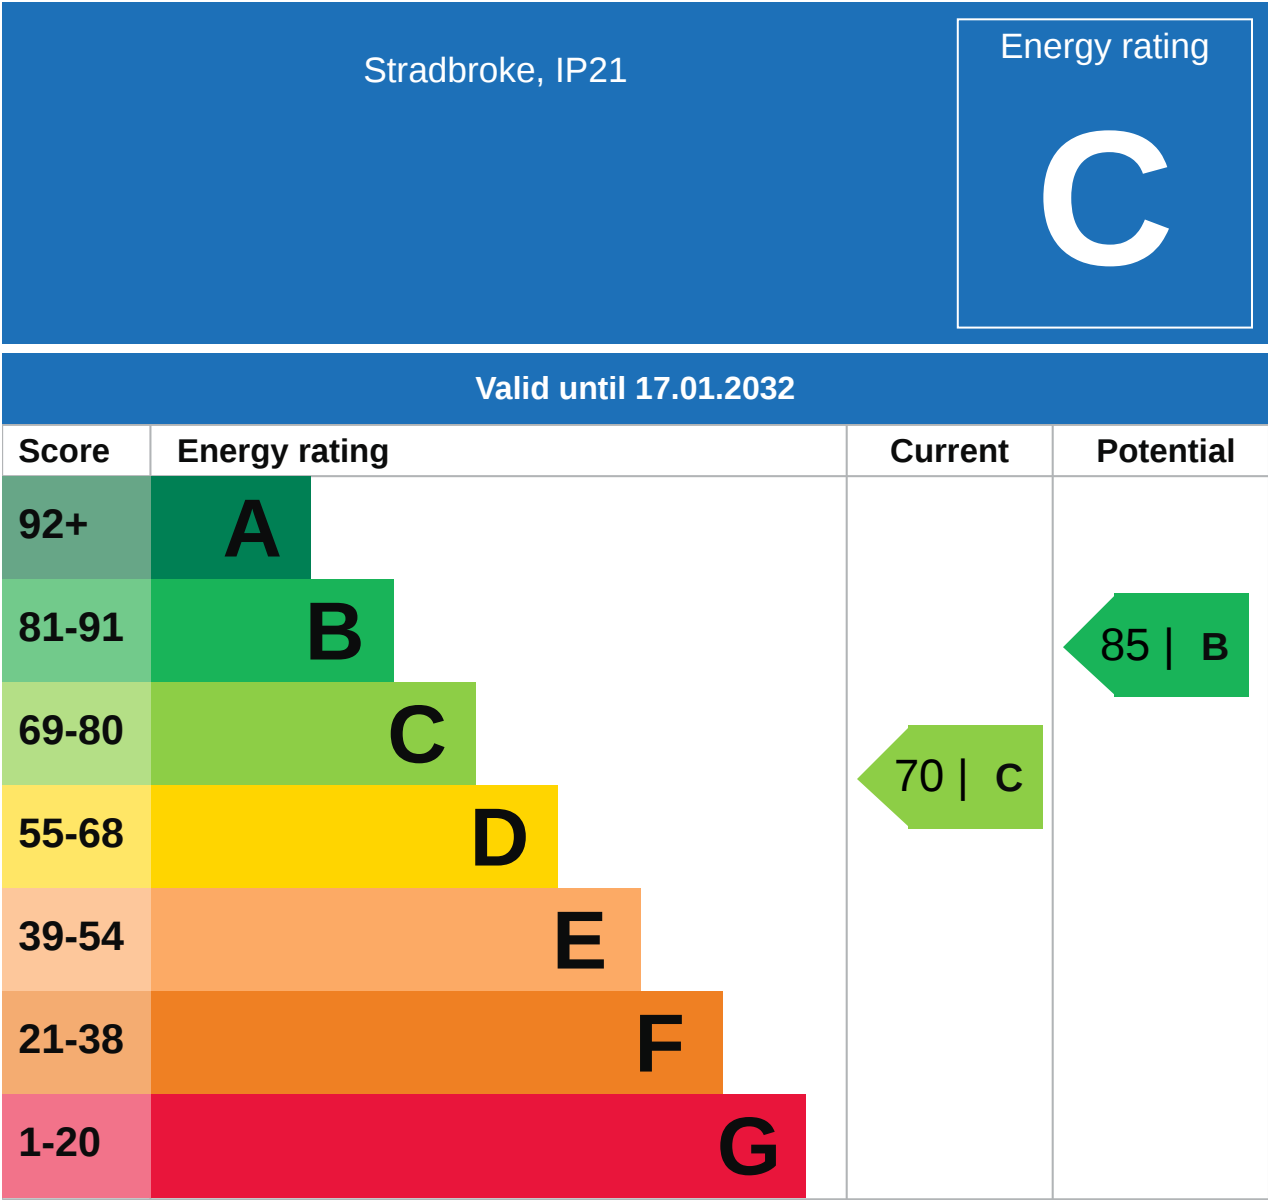 Stradbroke, IP21
Energy rating
C
Valid until 17.01.2032
Score Energy rating Current Potential
92+ A
81-91 B
85 | B
69-80 C
70 | C
55-68 D
39-54 E
21-38 F
1-20 G